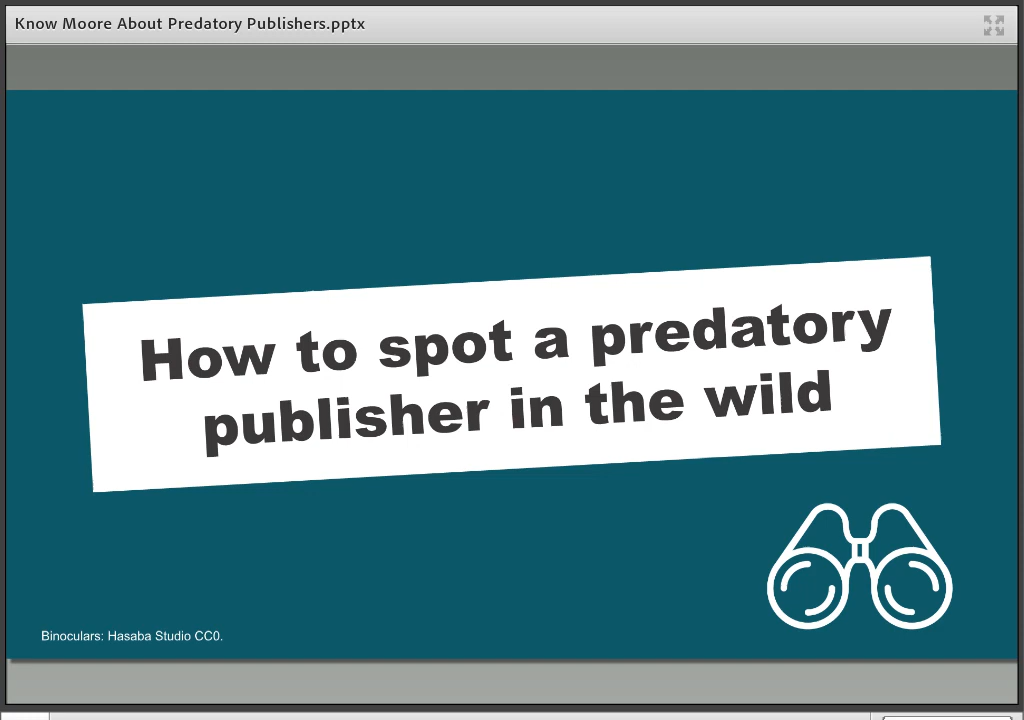 Know Moore About Predatory Publishers.pptx
How to spot a predatory
publisher in the wild
Binoculars: Hasaba Studio CC0.